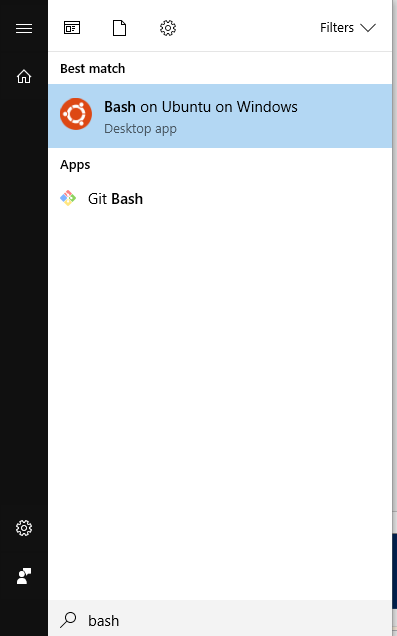 Filters
Best match
Bash on Ubuntu on Windows
Desktop app
Apps
Git Bash
bash